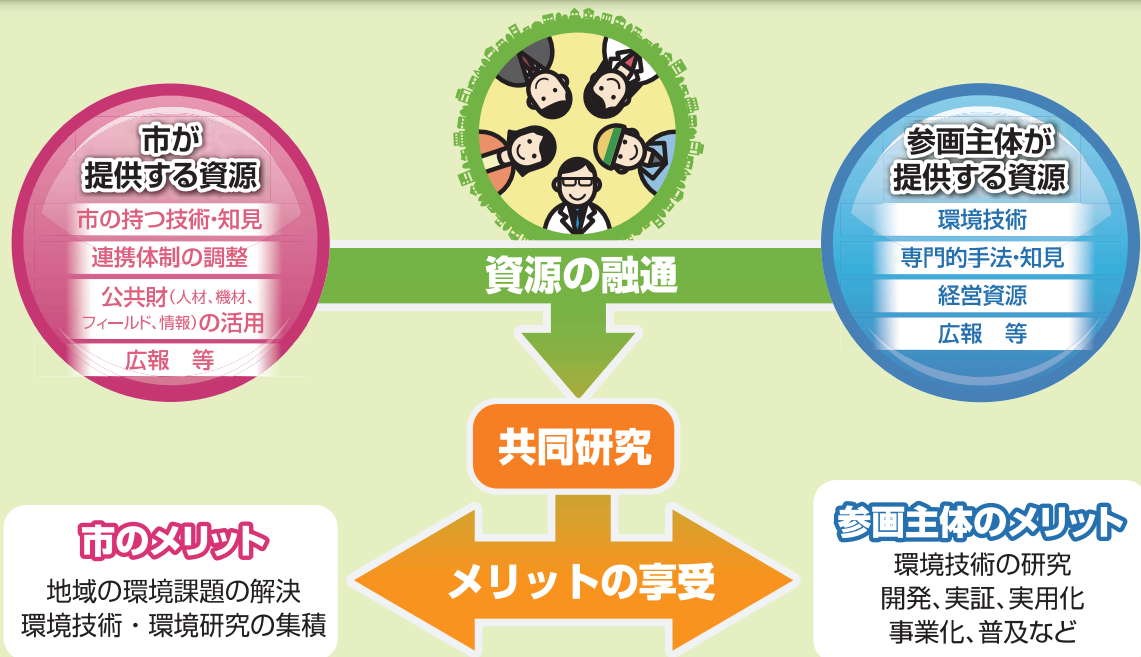 市が
提供する資源
市の持つ技術・知見
連携体制の調整
公共財(人材、機材、
フィールド、情報)の活用
広報 等
参画主体が
提供する資源
環境技術
専門的手法・知見
経営資源
広報 等
資源の融通
共同研究
メリットの享受
市のメリット
地域の環境課題の解決
環境技術・環境研究の集積
参画主体のメリット
環境技術の研究
開発、実証、実用化
事業化、普及など